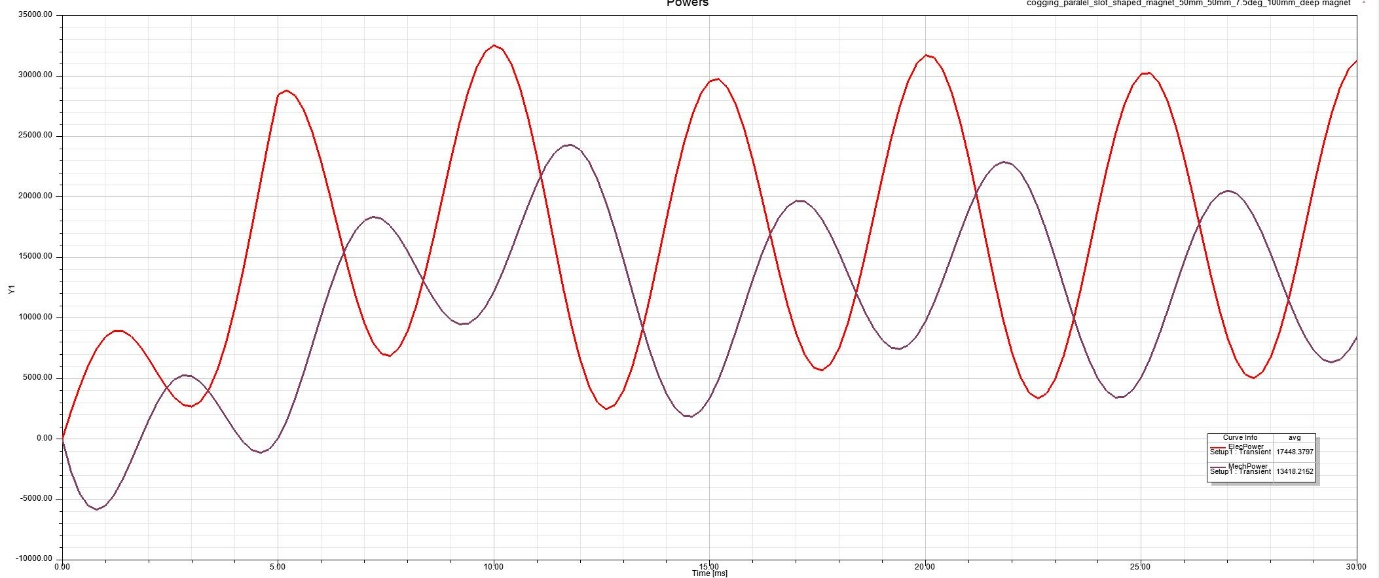 Powers
cogging_paralel_slot_shaped_magnet_50mm_50mm_7.5deg_100mm_deep magnet
35000.00
30000.00
25000.00
20000.00
15000.00
10000.00
5000.00
0.00
-5000.00
-10000.00
Y1
Curve Info avg
ElecPower
Setup1 : Transient 17448.3797
MechPower
Setup1 : Transient 13418.2152
0.00 5.00 10.00 15.00 20.00 25.00 30.00
Time [ms]